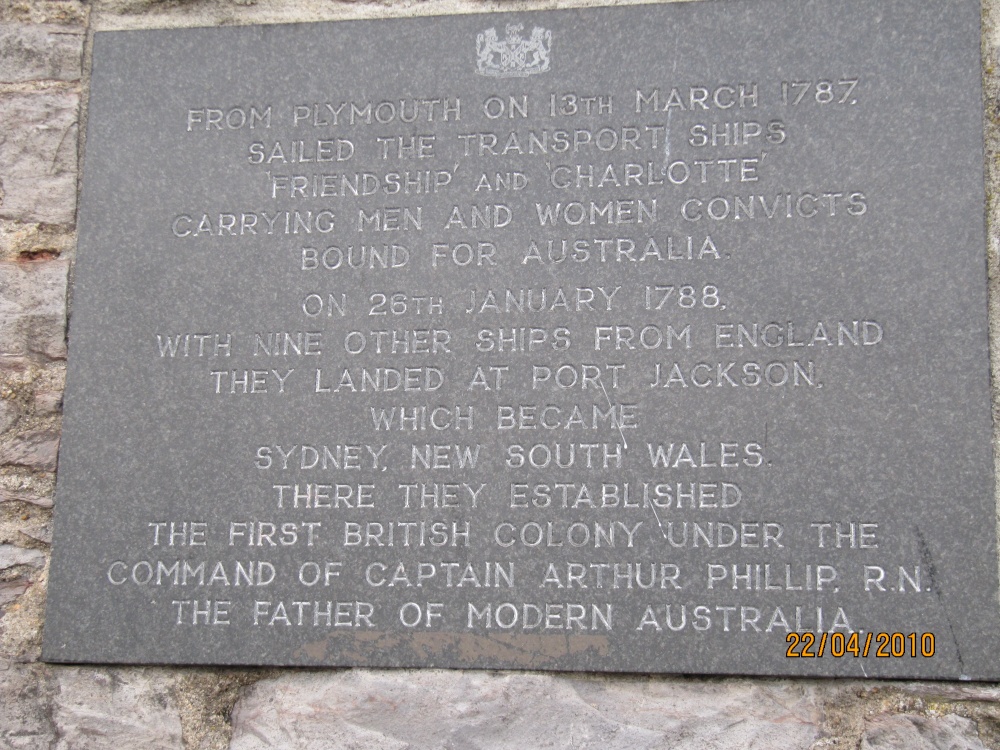 FROM PLYMOUTH ON 13TH MARCH 1787,
SAILED THE TRANSPORT SHIPS
'FRIENDSHIP' AND 'CHARLOTTE'
CARRYING MEN AND WOMEN CONVICTS
BOUND FOR AUSTRALIA.
ON 26TH JANUARY 1788,
WITH NINE OTHER SHIPS FROM ENGLAND
THEY LANDED AT PORT JACKSON,
WHICH BECAME
SYDNEY, NEW SOUTH WALES.
THERE THEY ESTABLISHED
THE FIRST BRITISH COLONY UNDER THE
COMMAND OF CAPTAIN ARTHUR PHILLIP, R.N.
THE FATHER OF MODERN AUSTRALIA.
22/04/2010